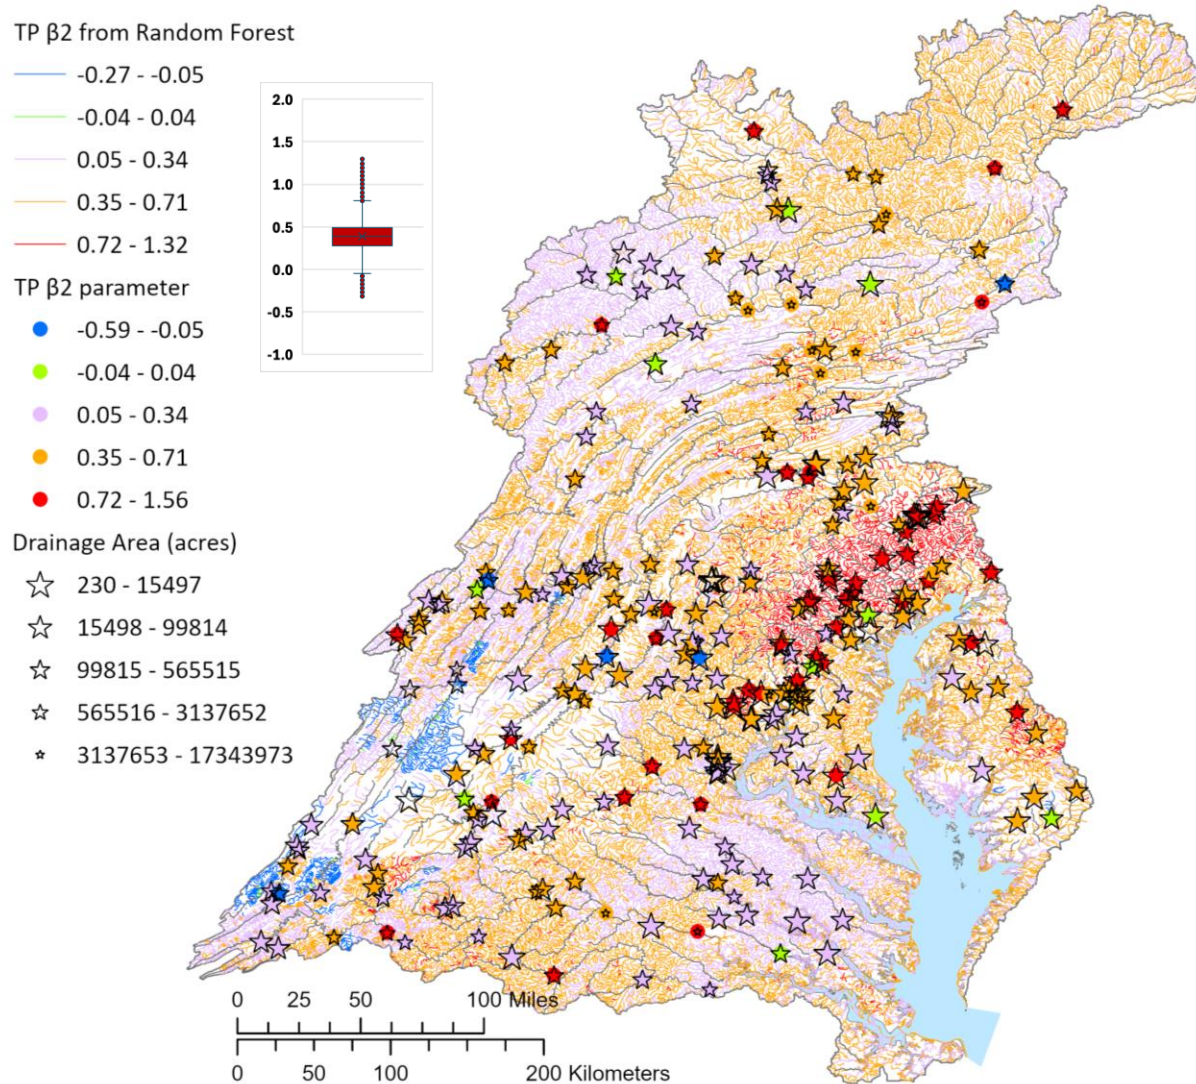 TP β2 from Random Forest
-0.27 - -0.05
-0.04 - 0.04
0.05 - 0.34
0.35 - 0.71
0.72 - 1.32
TP β2 parameter
-0.59 - -0.05
-0.04 - 0.04
0.05 - 0.34
0.35 - 0.71
0.72 - 1.56
Drainage Area (acres)
230 - 15497
15498 - 99814
99815 - 565515
565516 - 3137652
3137653 - 17343973
2.0
1.5
1.0
0.5
0.0
-0.5
-1.0
0 25 50 100 Miles
0 50 100 200 Kilometers